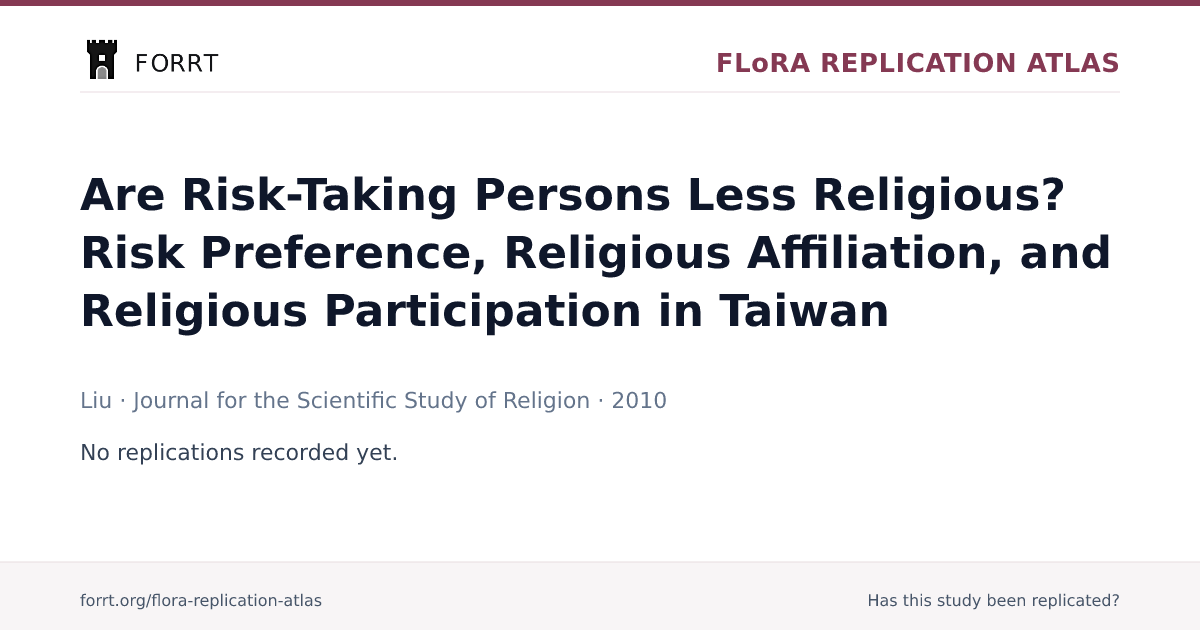 FORRT
FLoRA REPLICATION ATLAS
Are Risk-Taking Persons Less Religious?
Risk Preference, Religious Affiliation, and
Religious Participation in Taiwan
Liu · Journal for the Scientific Study of Religion · 2010
No replications recorded yet.
forrt.org/flora-replication-atlas
Has this study been replicated?